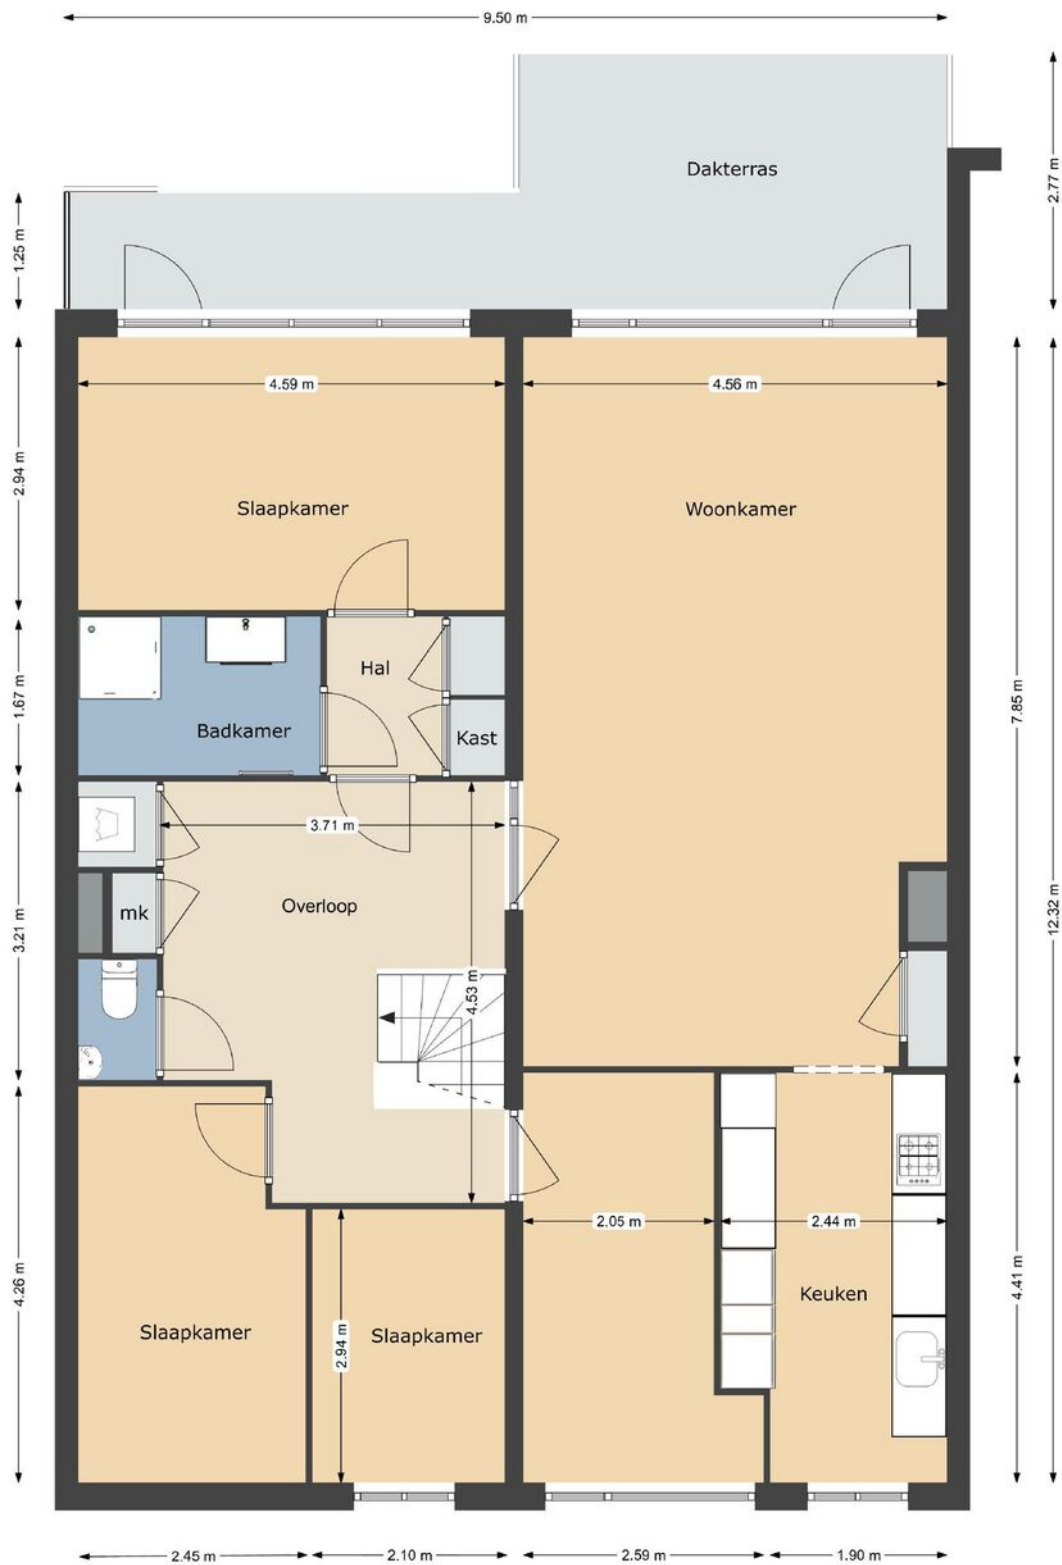 9.50 m
Dakterras
2.77 m
1.25 m
4.59 m
4.56 m
2.94 m
Slaapkamer
Woonkamer
1.67 m
Hal
7.85 m
Badkamer
Kast
3.71 m
mk
Overloop
3.21 m
12.32 m
4.53 m
2.05 m
2.44 m
4.26 m
Keuken
4.41 m
Slaapkamer
2.94 m
Slaapkamer
2.45 m
2.10 m
2.59 m
1.90 m